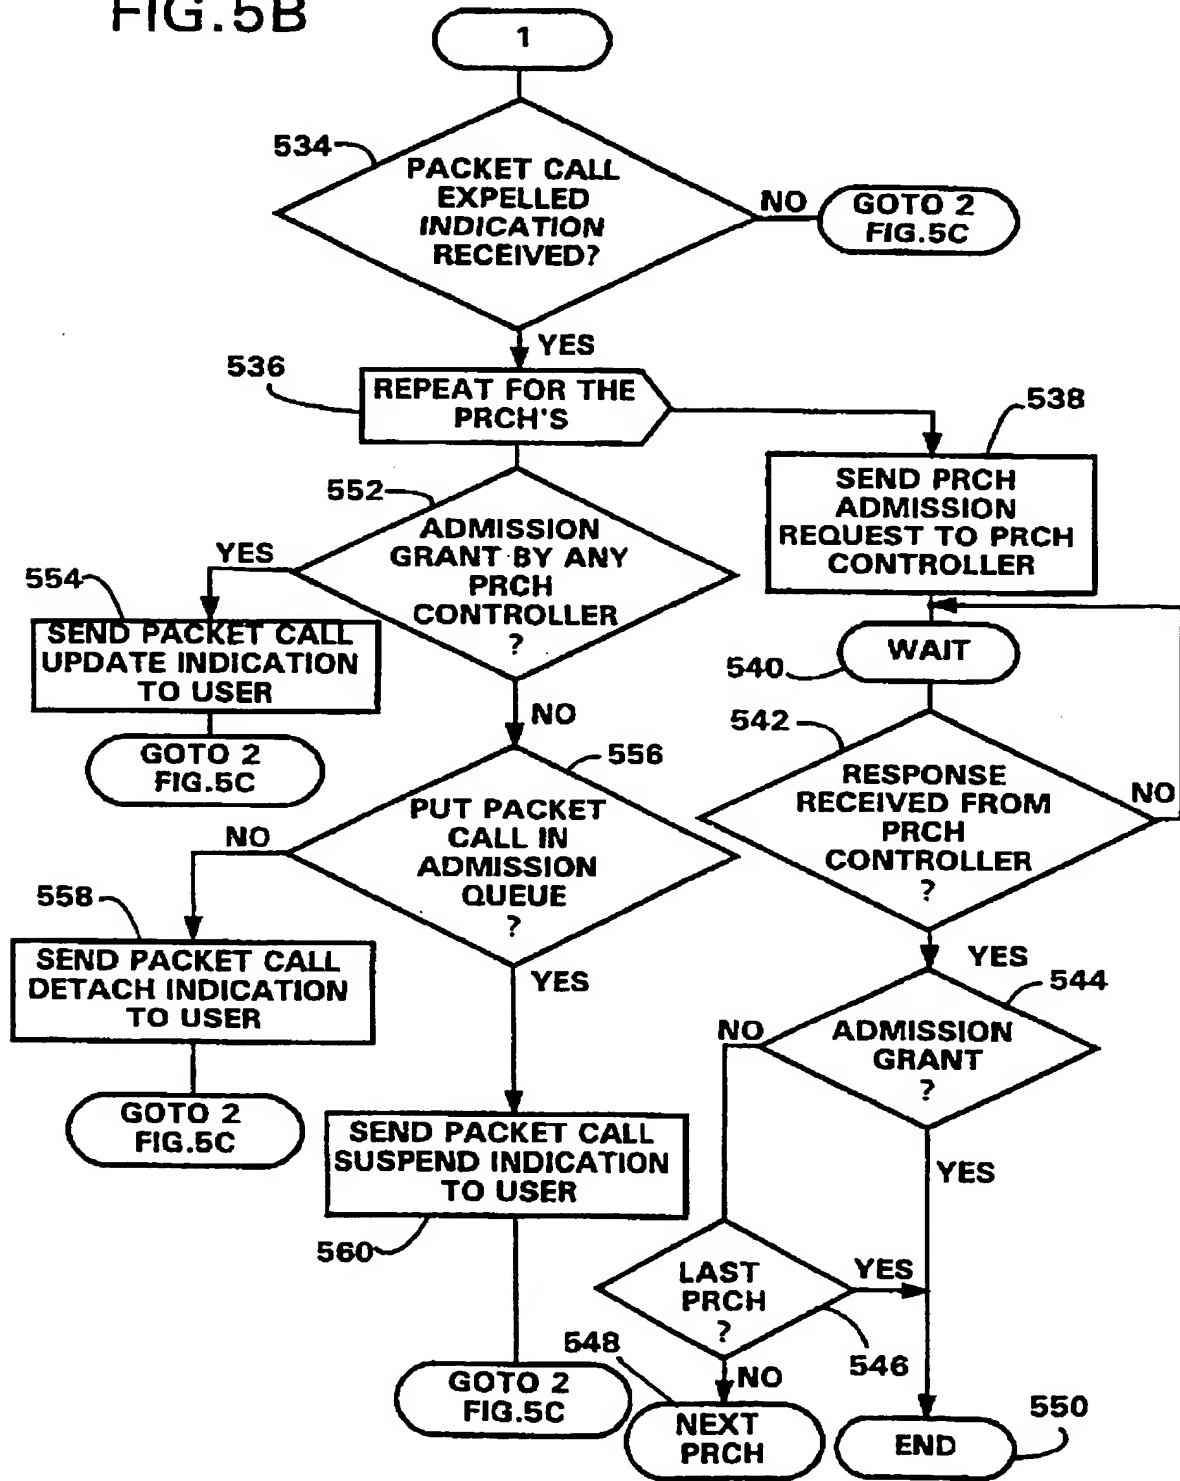 FIG.5B
1
534
PACKET CALL
EXPELLED
INDICATION
RECEIVED?
NO
GOTO 2
FIG.5C
YES
536
REPEAT FOR THE
PRCH'S
538
SEND PRCH
ADMISSION
REQUEST TO PRCH
CONTROLLER
552
ADMISSION
GRANT BY ANY
PRCH
CONTROLLER
?
YES
554
SEND PACKET CALL
UPDATE INDICATION
TO USER
GOTO 2
FIG.5C
NO
WAIT
540
542
RESPONSE
RECEIVED FROM
PRCH
CONTROLLER
?
NO
556
PUT PACKET
CALL IN
ADMISSION
QUEUE
?
NO
558
SEND PACKET CALL
DETACH INDICATION
TO USER
GOTO 2
FIG.5C
YES
YES
544
ADMISSION
GRANT
?
NO
YES
SEND PACKET CALL
SUSPEND INDICATION
TO USER
560
GOTO 2
FIG.5C
LAST
PRCH
?
YES
546
548
NO
NEXT
PRCH
END
550